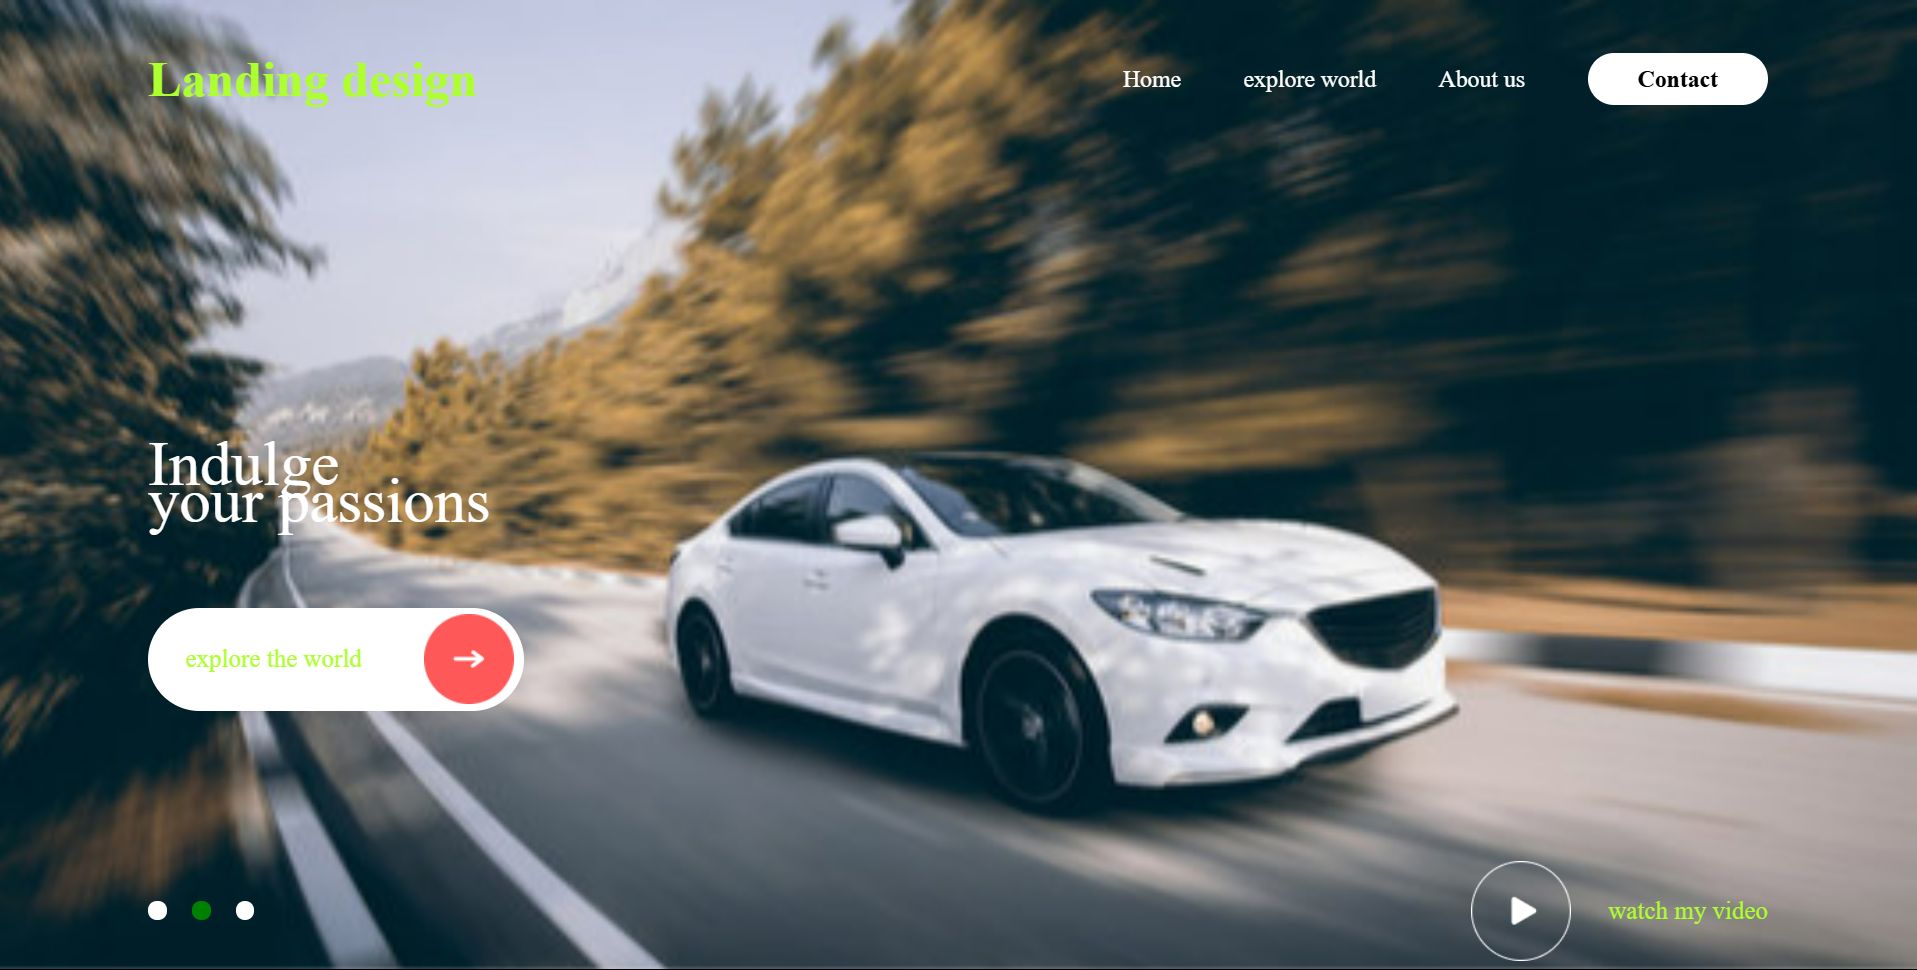 Landing design
Home
explore world
About us
Contact
Indulge
your passions
explore the world
watch my video